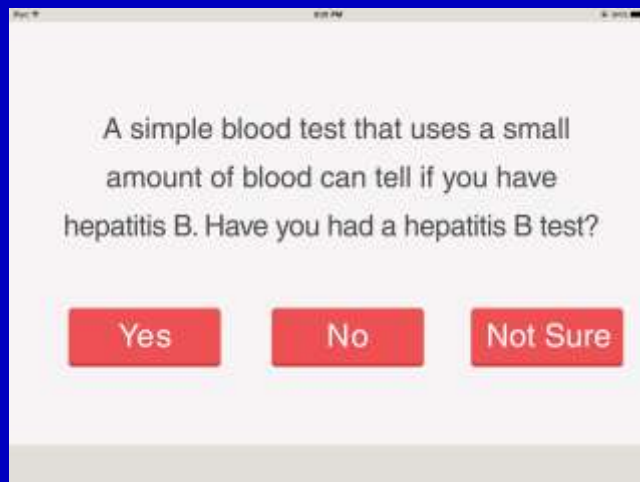 A simple blood test that uses a small
amount of blood can tell if you have
hepatitis B. Have you had a hepatitis B test?
Yes No Not Sure